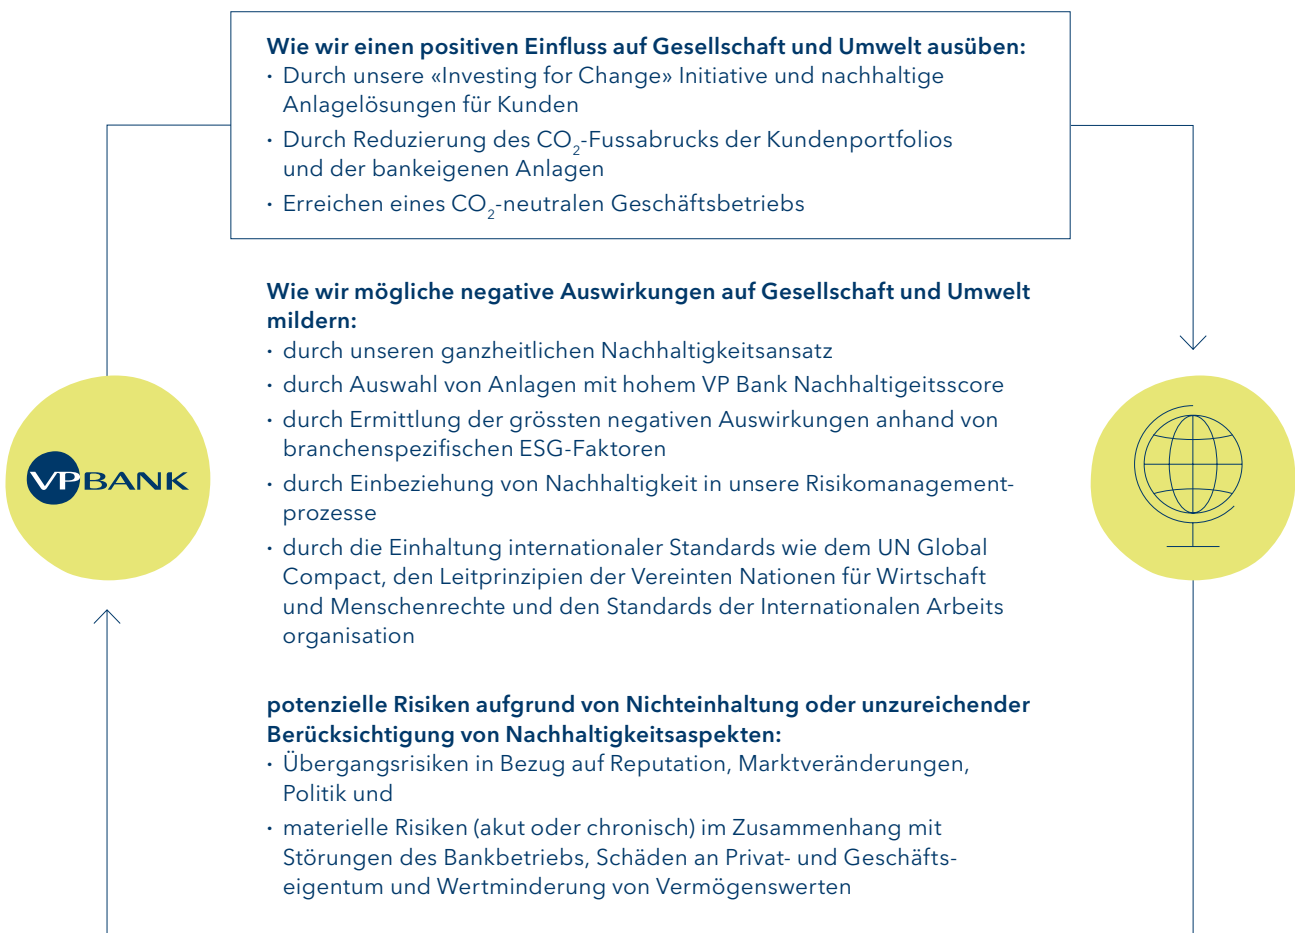 Wie wir einen positiven Einfluss auf Gesellschaft und Umwelt ausüben:
· Durch unsere «Investing for Change» Initiative und nachhaltige
Anlagelösungen für Kunden
· Durch Reduzierung des CO₂-Fussabrucks der Kundenportfolios
und der bankeigenen Anlagen
· Erreichen eines CO₂-neutralen Geschäftsbetriebs
Wie wir mögliche negative Auswirkungen auf Gesellschaft und Umwelt
mildern:
· durch unseren ganzheitlichen Nachhaltigkeitsansatz
· durch Auswahl von Anlagen mit hohem VP Bank Nachhaltigeitsscore
· durch Ermittlung der grössten negativen Auswirkungen anhand von
branchenspezifischen ESG-Faktoren
· durch Einbeziehung von Nachhaltigkeit in unsere Risikomanagement-
prozesse
· durch die Einhaltung internationaler Standards wie dem UN Global
Compact, den Leitprinzipien der Vereinten Nationen für Wirtschaft
und Menschenrechte und den Standards der Internationalen Arbeits
organisation
VP BANK
potenzielle Risiken aufgrund von Nichteinhaltung oder unzureichender
Berücksichtigung von Nachhaltigkeitsaspekten:
· Übergangsrisiken in Bezug auf Reputation, Marktveränderungen,
Politik und
· materielle Risiken (akut oder chronisch) im Zusammenhang mit
Störungen des Bankbetriebs, Schäden an Privat- und Geschäfts-
eigentum und Wertminderung von Vermögenswerten